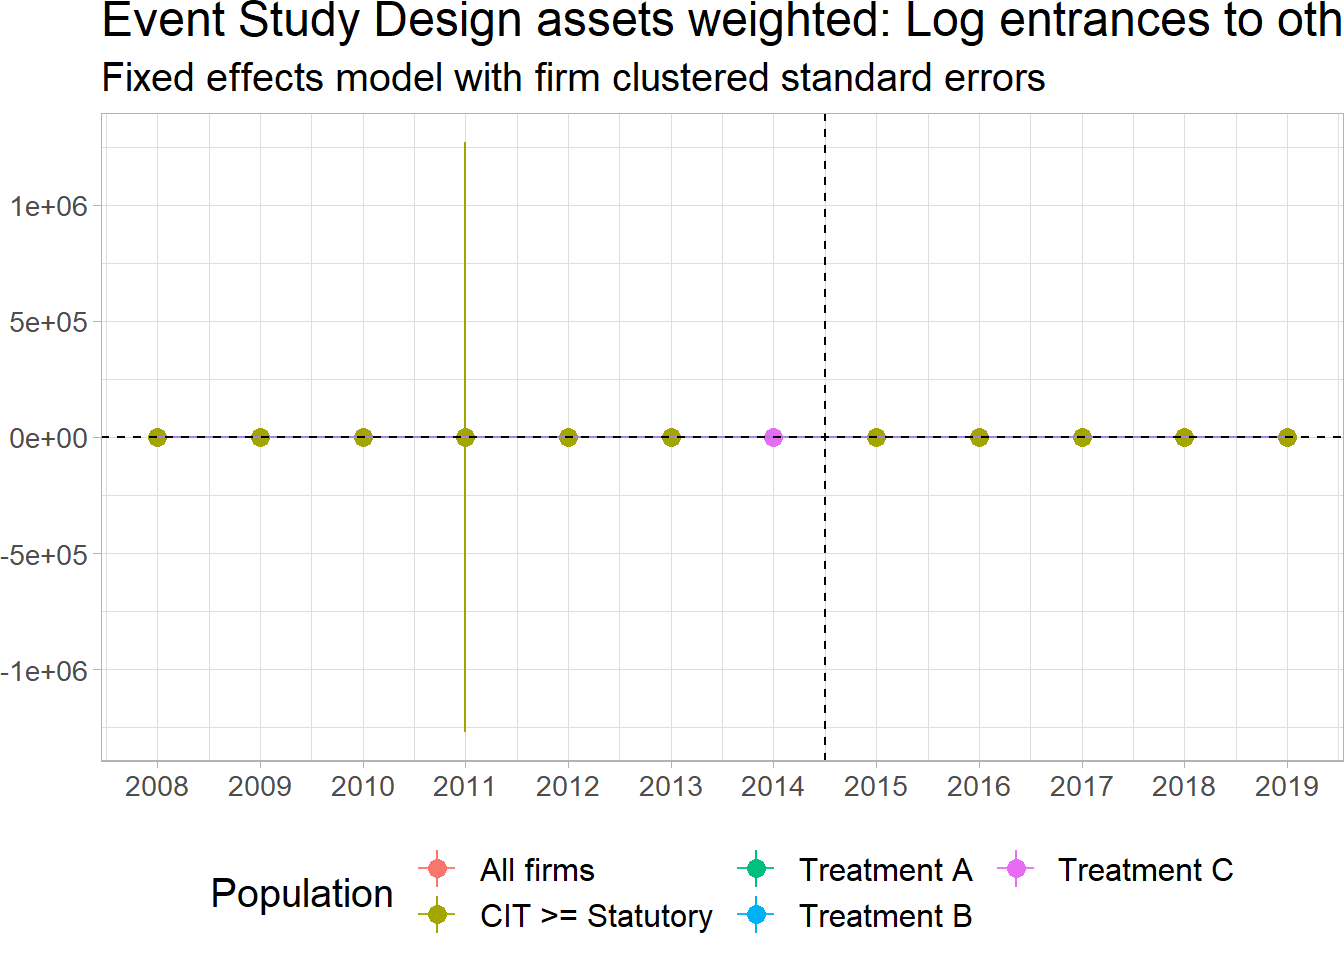 Event Study Design assets weighted: Log entrances to oth
Fixed effects model with firm clustered standard errors
1e+06
5e+05
0e+00
-5e+05
-1e+06
2008 2009 2010 2011 2012 2013 2014 2015 2016 2017 2018 2019
Population
All firms
CIT >= Statutory
Treatment A
Treatment B
Treatment C